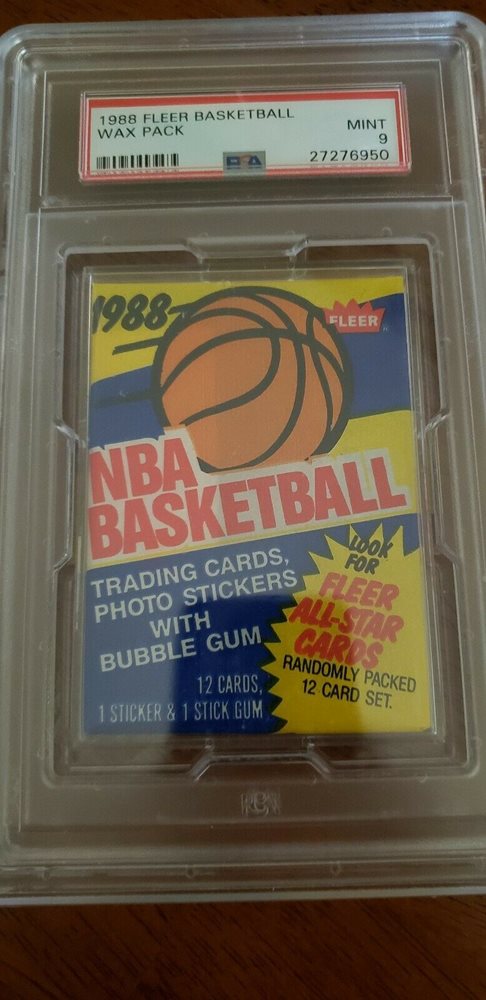 1988 FLEER BASKETBALL
WAX PACK
MINT
9
PSA
27276950
1988
FLEER
NBA
BASKETBALL
TRADING CARDS,
PHOTO STICKERS
WITH
BUBBLE GUM
12 CARDS,
1 STICKER & 1 STICK GUM
LOOK
FOR
FLEER
ALL-STAR
CARDS
RANDOMLY PACKED
12 CARD SET.